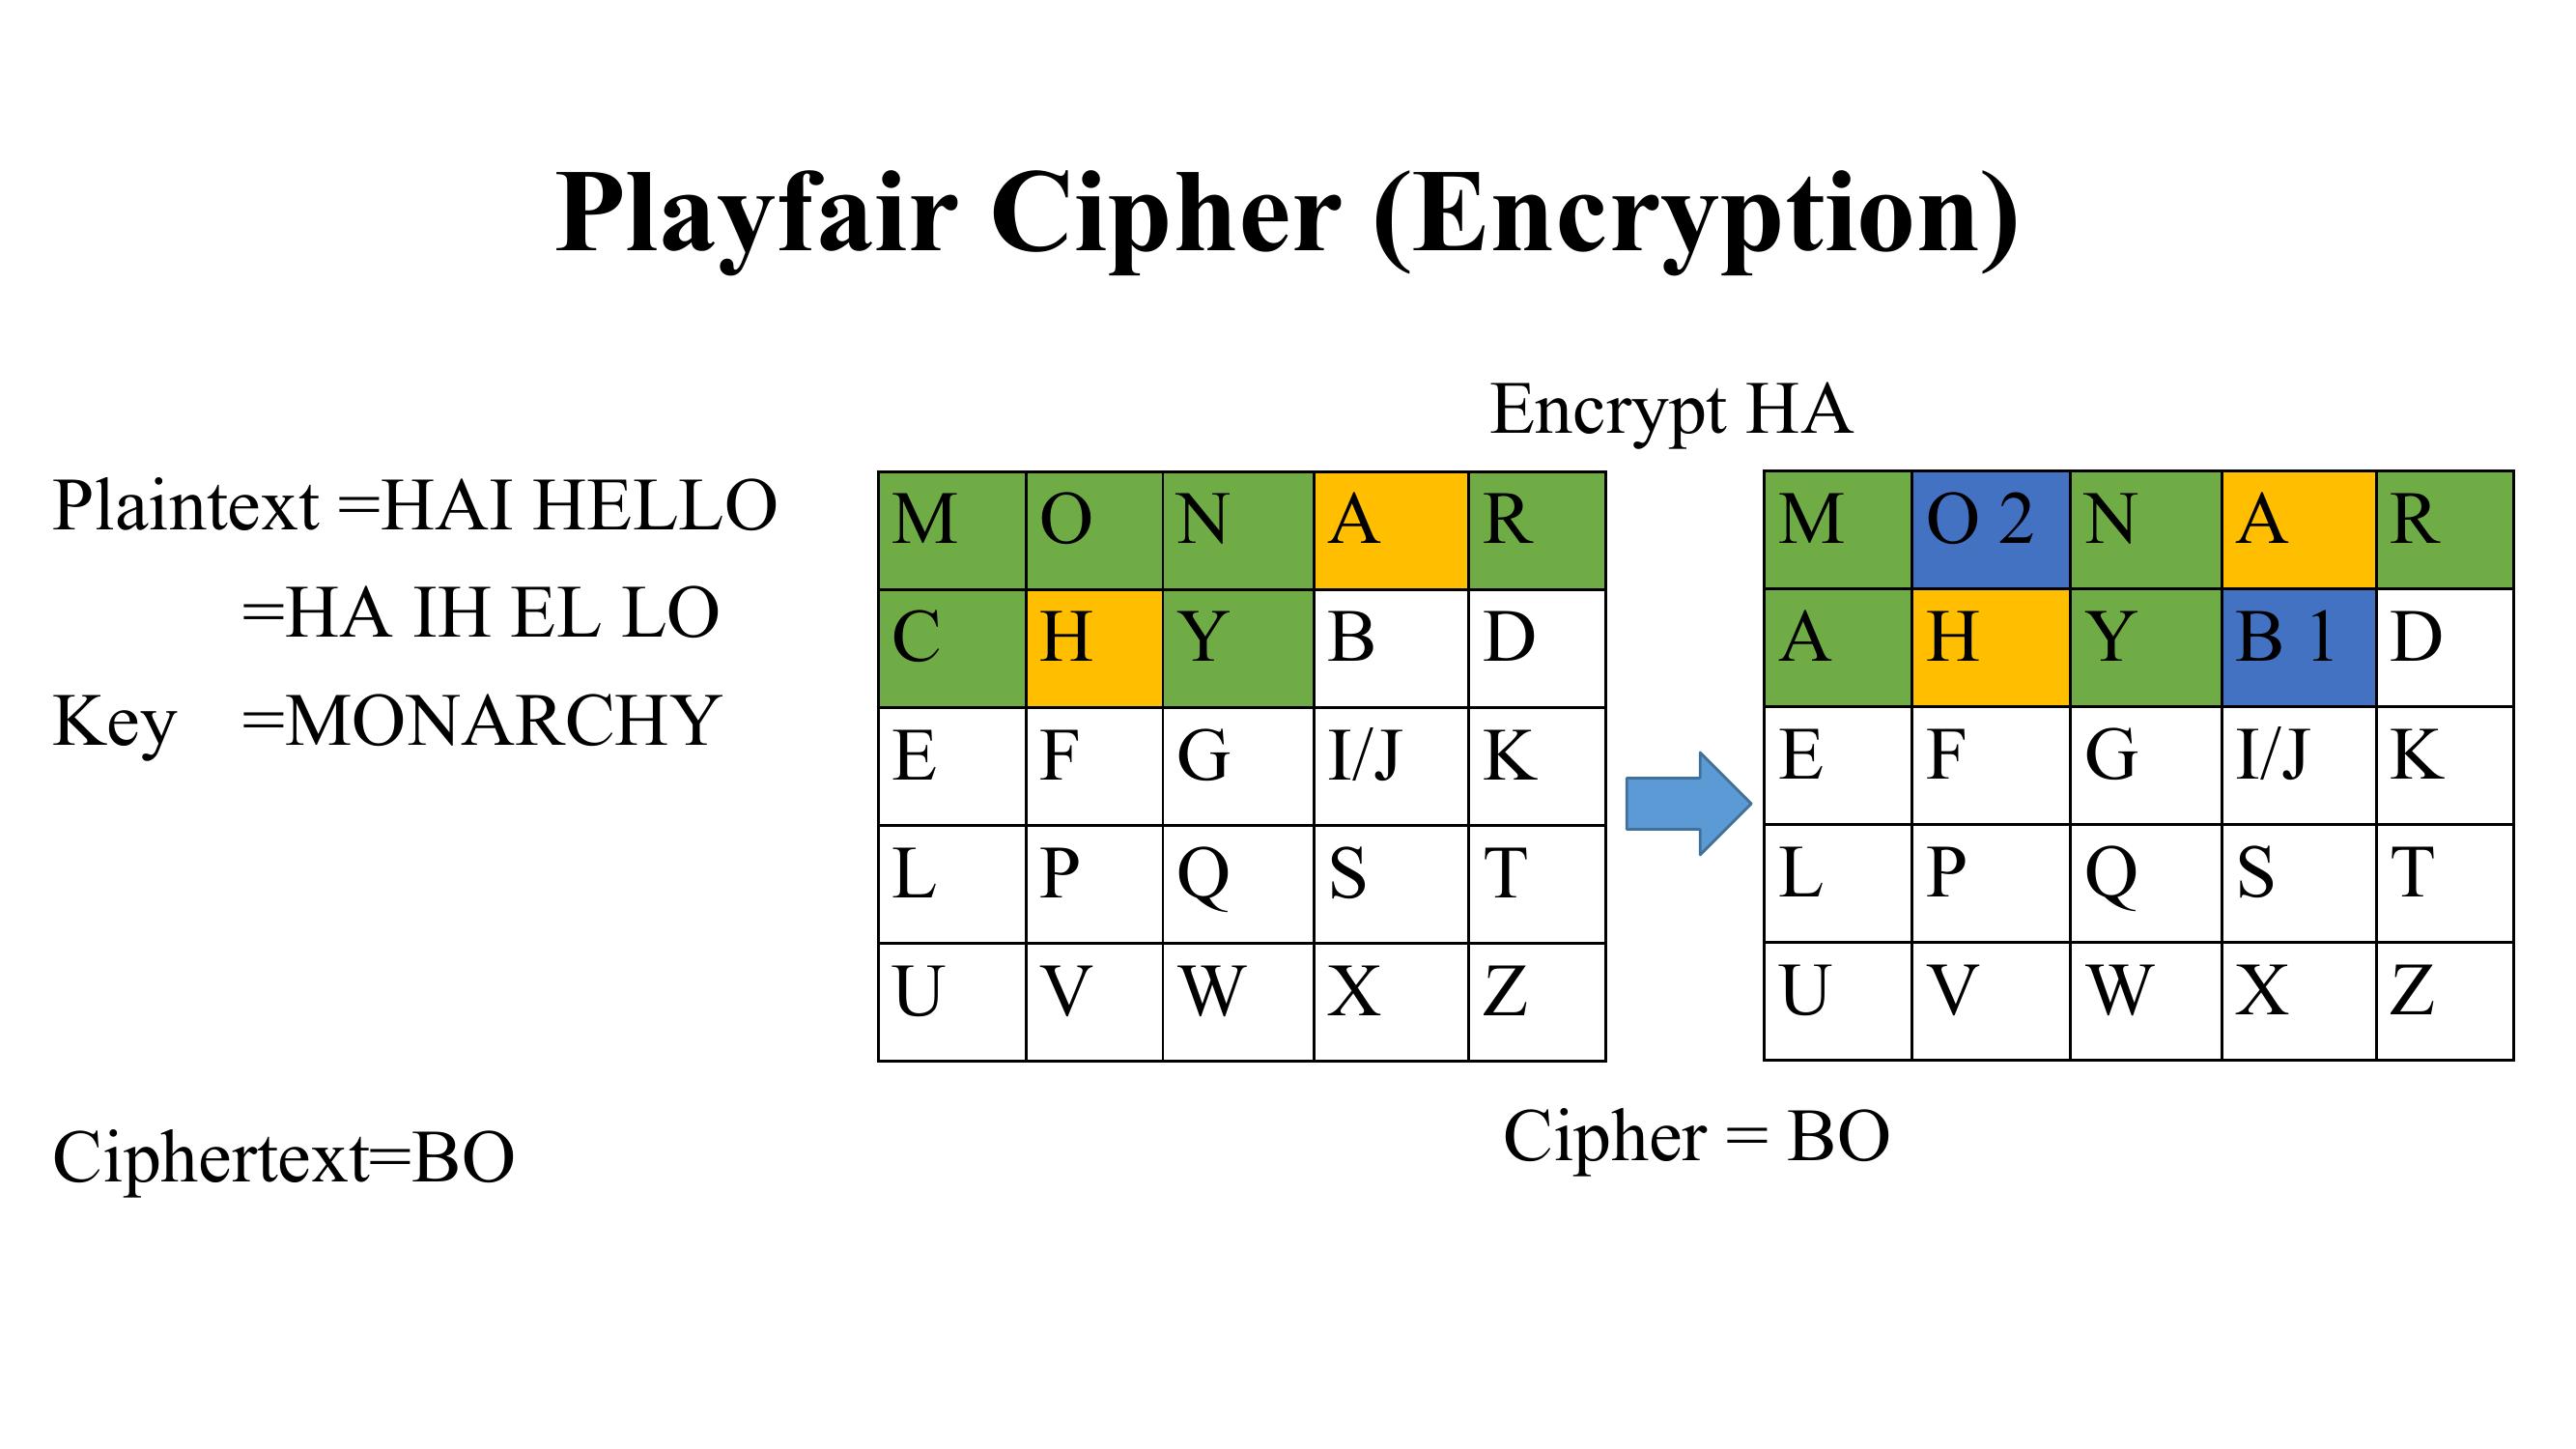 Playfair Cipher (Encryption)
Encrypt HA
Plaintext =HAI HELLO
=HA IH EL LO
Key =MONARCHY
M O N A R
C H Y B D
E F G I/J K
L P Q S T
U V W X Z
M O 2 N A R
A H Y B 1 D
E F G I/J K
L P Q S T
U V W X Z
Ciphertext=BO
Cipher = BO